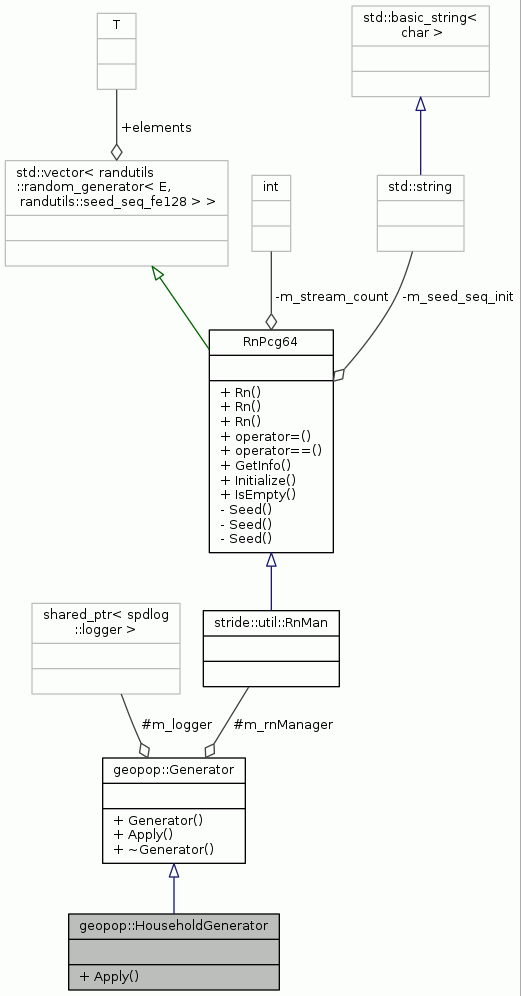 T
std::basic_string<
char >
+elements
std::vector< randutils
::random_generator< E,
randutils::seed_seq_fe128 > >
int
std::string
-m_stream_count
-m_seed_seq_init
RnPcg64
+ Rn()
+ Rn()
+ Rn()
+ operator=()
+ operator==()
+ GetInfo()
+ Initialize()
+ IsEmpty()
- Seed()
- Seed()
- Seed()
shared_ptr< spdlog
::logger >
stride::util::RnMan
#m_logger
#m_rnManager
geopop::Generator
+ Generator()
+ Apply()
+ ~Generator()
geopop::HouseholdGenerator
+ Apply()